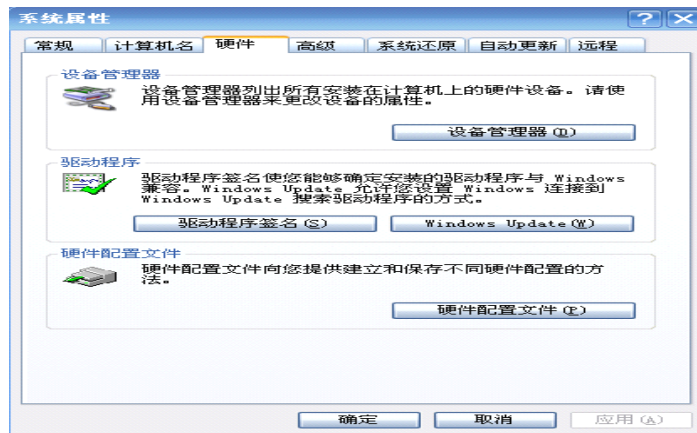 系统属性
常规 计算机名 硬件 高级 系统还原 自动更新 远程
设备管理器
设备管理器列出所有安装在计算机上的硬件设备。请使
用设备管理器来更改设备的属性。
设备管理器(D)
驱动程序
驱动程序签名使您能够确定安装的驱动程序与 Windows
兼容。Windows Update 允许您设置 Windows 连接到
Windows Update 搜索驱动程序的方式。
驱动程序签名(S) Windows Update(W)
硬件配置文件
硬件配置文件向您提供建立和保存不同硬件配置的方
法。
硬件配置文件(P)
确定 取消 应用(A)